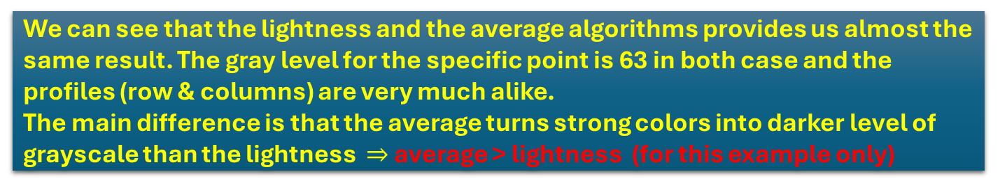 We can see that the lightness and the average algorithms provides us almost the
same result. The gray level for the specific point is 63 in both case and the
profiles (row & columns) are very much alike.
The main difference is that the average turns strong colors into darker level of
grayscale than the lightness ⇒ average > lightness (for this example only)